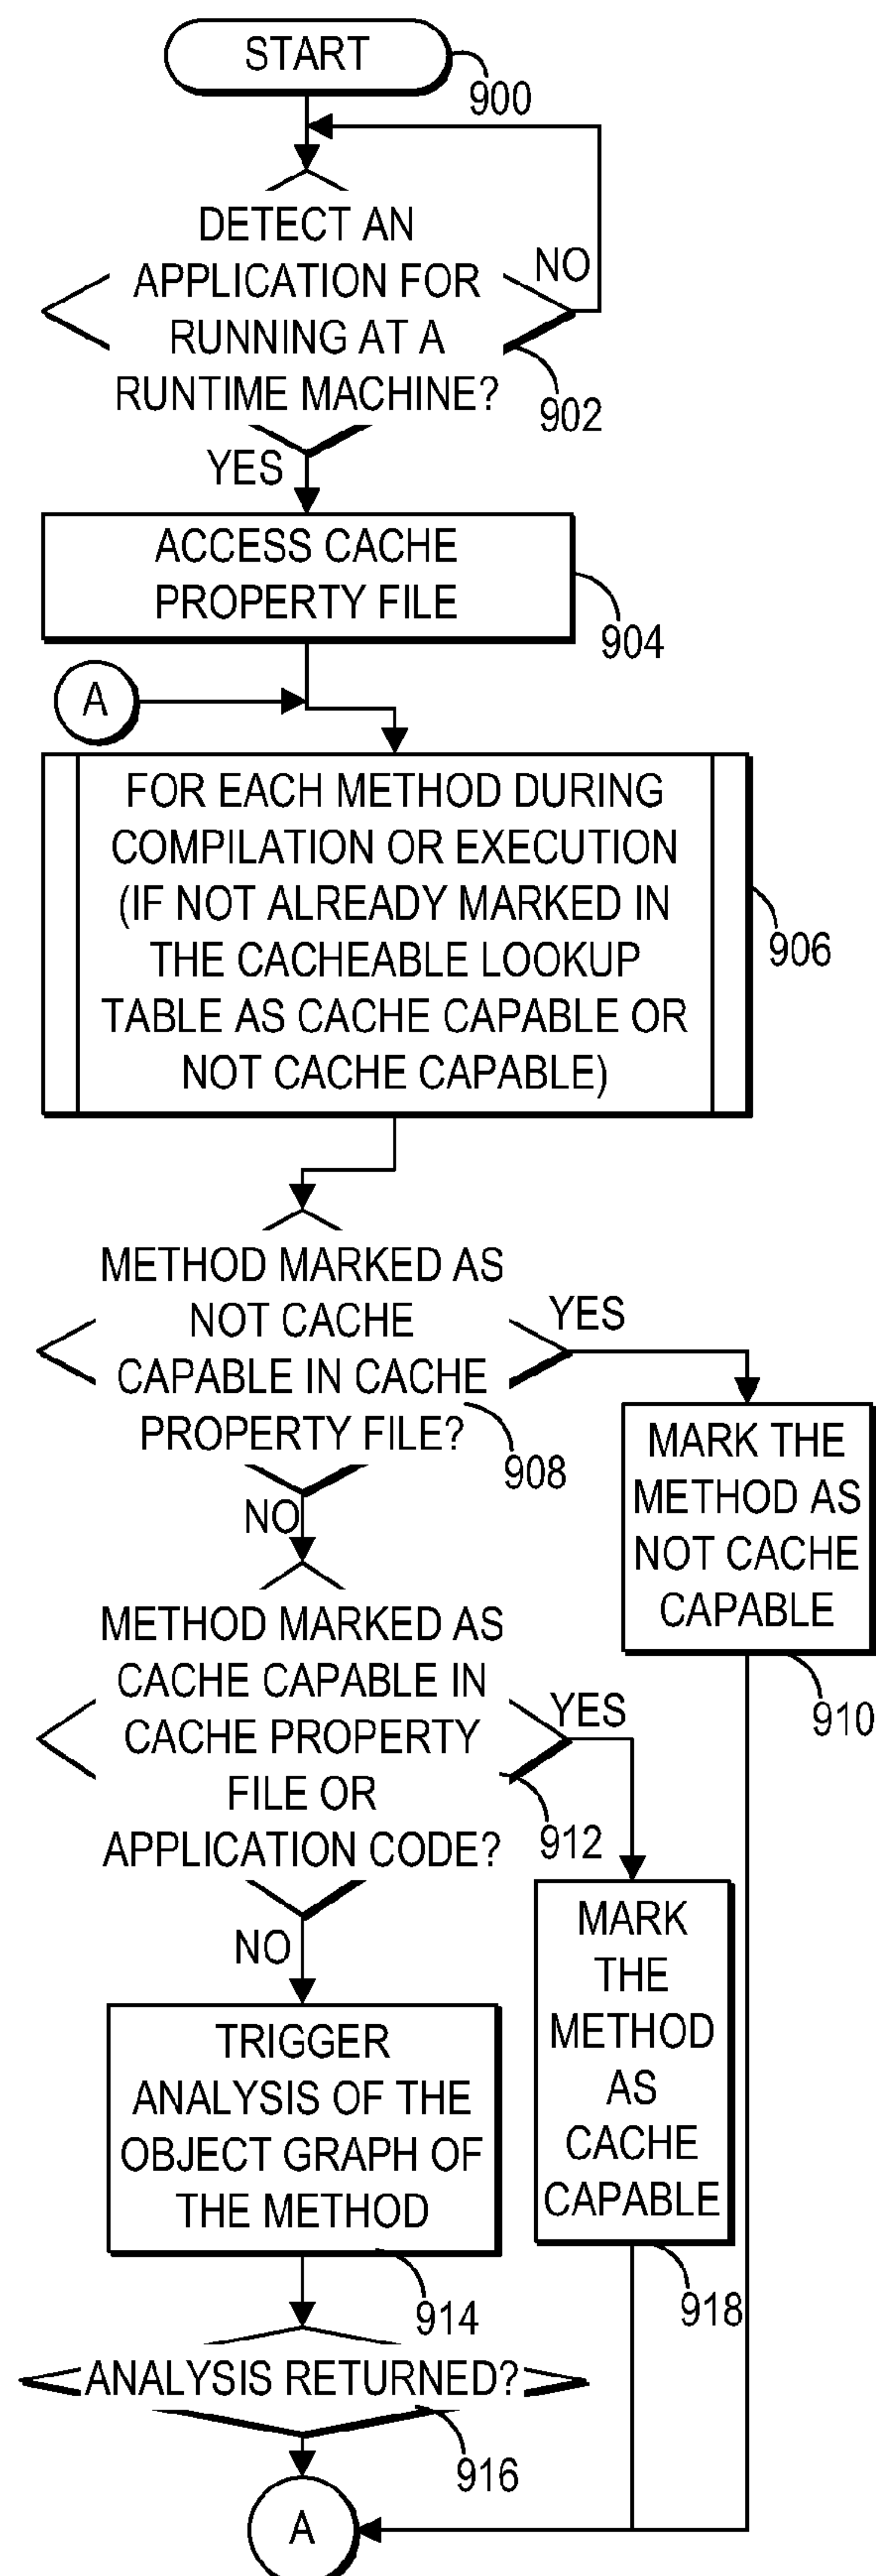 START
900
DETECT AN
APPLICATION FOR
RUNNING AT A
RUNTIME MACHINE?
NO
902
YES
ACCESS CACHE
PROPERTY FILE
904
A
FOR EACH METHOD DURING
COMPILATION OR EXECUTION
(IF NOT ALREADY MARKED IN
THE CACHEABLE LOOKUP
TABLE AS CACHE CAPABLE OR
NOT CACHE CAPABLE)
906
METHOD MARKED AS
NOT CACHE
CAPABLE IN CACHE
PROPERTY FILE?
908
YES
MARK THE
METHOD AS
NOT CACHE
CAPABLE
910
NO
METHOD MARKED AS
CACHE CAPABLE IN
CACHE PROPERTY
FILE OR
APPLICATION CODE?
912
YES
MARK
THE
METHOD
AS
CACHE
CAPABLE
918
NO
TRIGGER
ANALYSIS OF THE
OBJECT GRAPH OF
THE METHOD
914
ANALYSIS RETURNED?
916
A